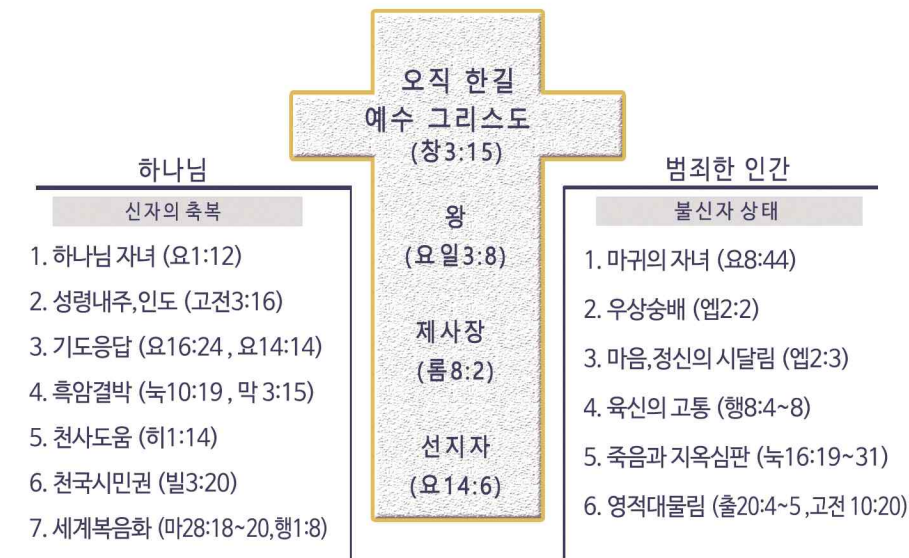 오직 한길
예수 그리스도
(창3:15)
왕
(요일3:8)
제사장
(롬8:2)
선지자
(요14:6)
하나님
신자의 축복
1. 하나님 자녀 (요1:12)
2. 성령내주,인도 (고전3:16)
3. 기도응답 (요16:24 , 요14:14)
4. 흑암결박 (눅10:19 , 막 3:15)
5. 천사도움 (히1:14)
6. 천국시민권 (빌3:20)
7. 세계복음화 (마28:18~20,행1:8)
범죄한 인간
불신자 상태
1. 마귀의 자녀 (요8:44)
2. 우상숭배 (엡2:2)
3. 마음,정신의 시달림 (엡2:3)
4. 육신의 고통 (행8:4~8)
5. 죽음과 지옥심판 (눅16:19~31)
6. 영적대물림 (출20:4~5 ,고전 10:20)